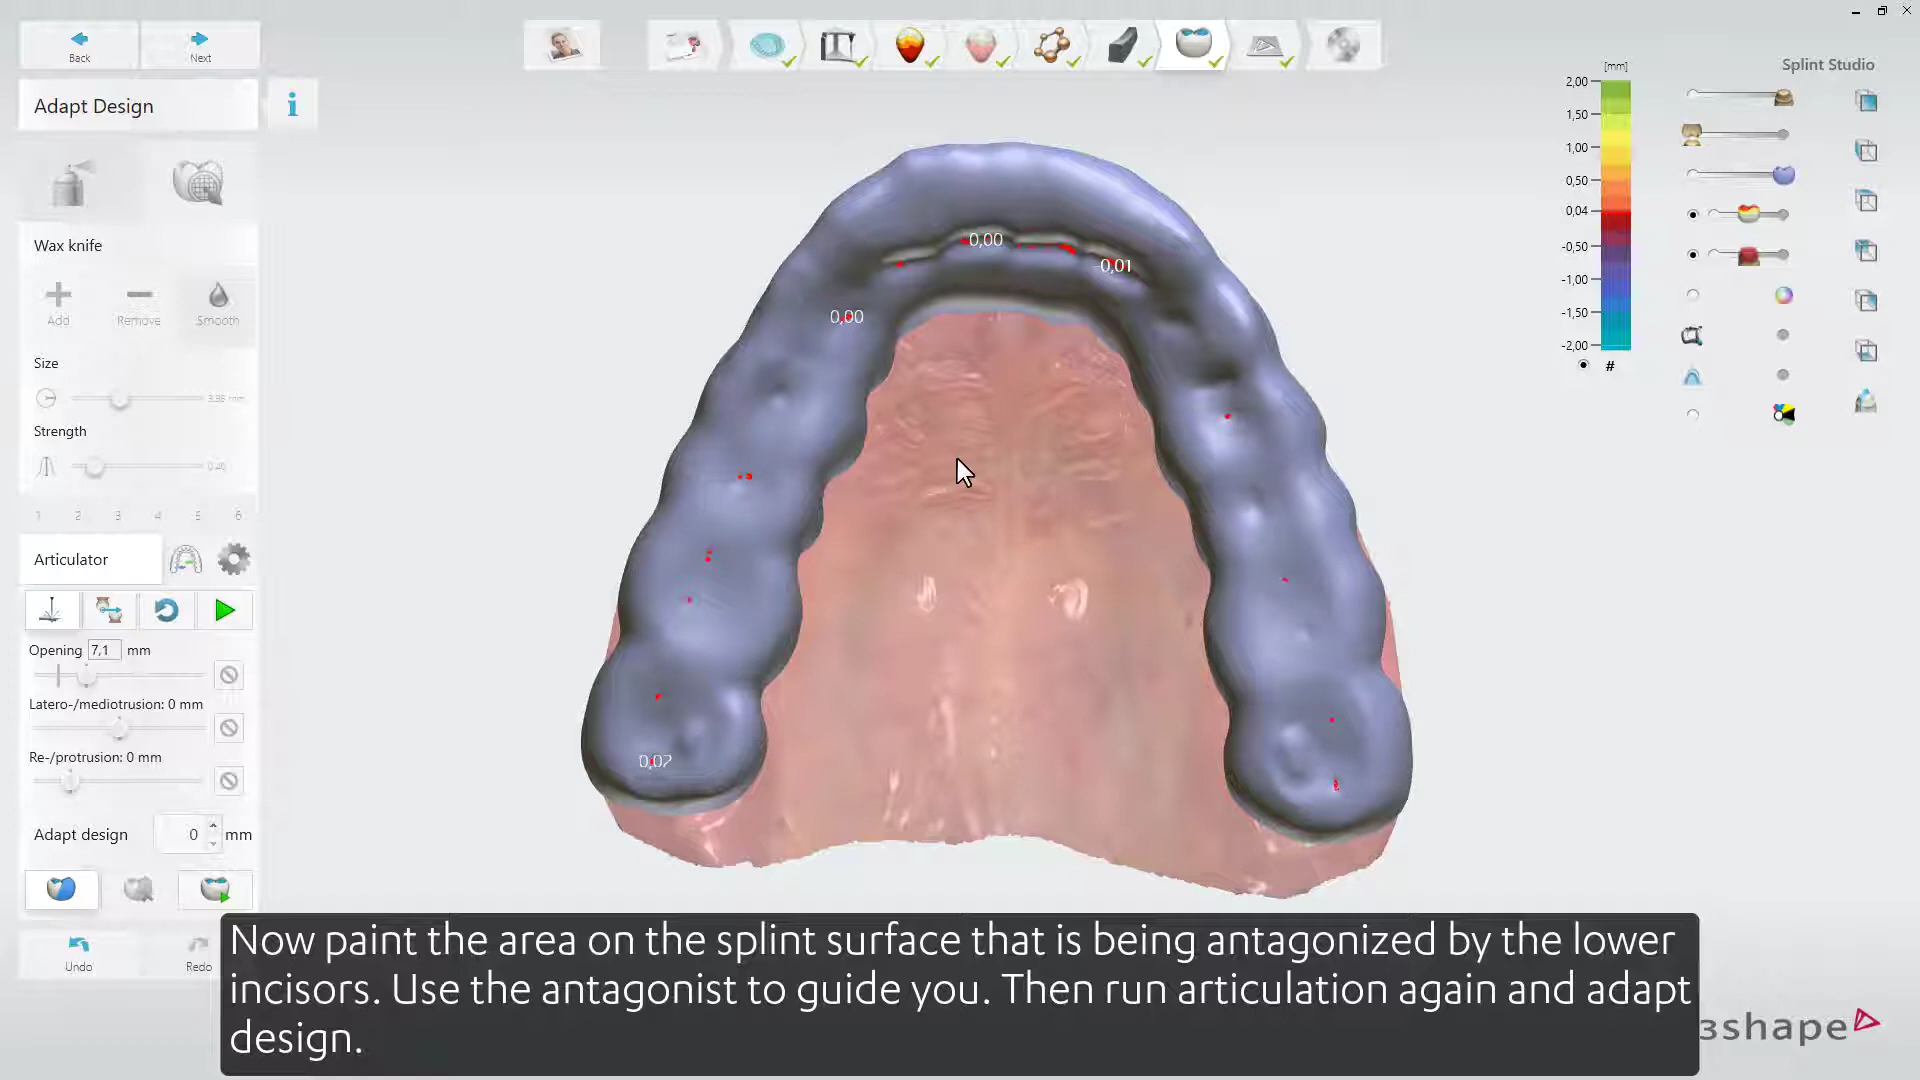 Back
Next
Splint Studio
[mm]
2,00
1,50
1,00
0,50
0,04
-0,50
-1,00
-1,50
-2,00
#
Adapt Design
i
Wax knife
Add
Remove
Smooth
Size
Strength
0.46
1 2 3 4 5 6
Articulator
Opening 7,1 mm
Latero-/mediotrusion: 0 mm
Re-/protrusion: 0 mm
Adapt design 0 mm
Undo
Redo
0,00
-0,01
0,00
0,02
Now paint the area on the splint surface that is being antagonized by the lower
incisors. Use the antagonist to guide you. Then run articulation again and adapt
design.
3shape